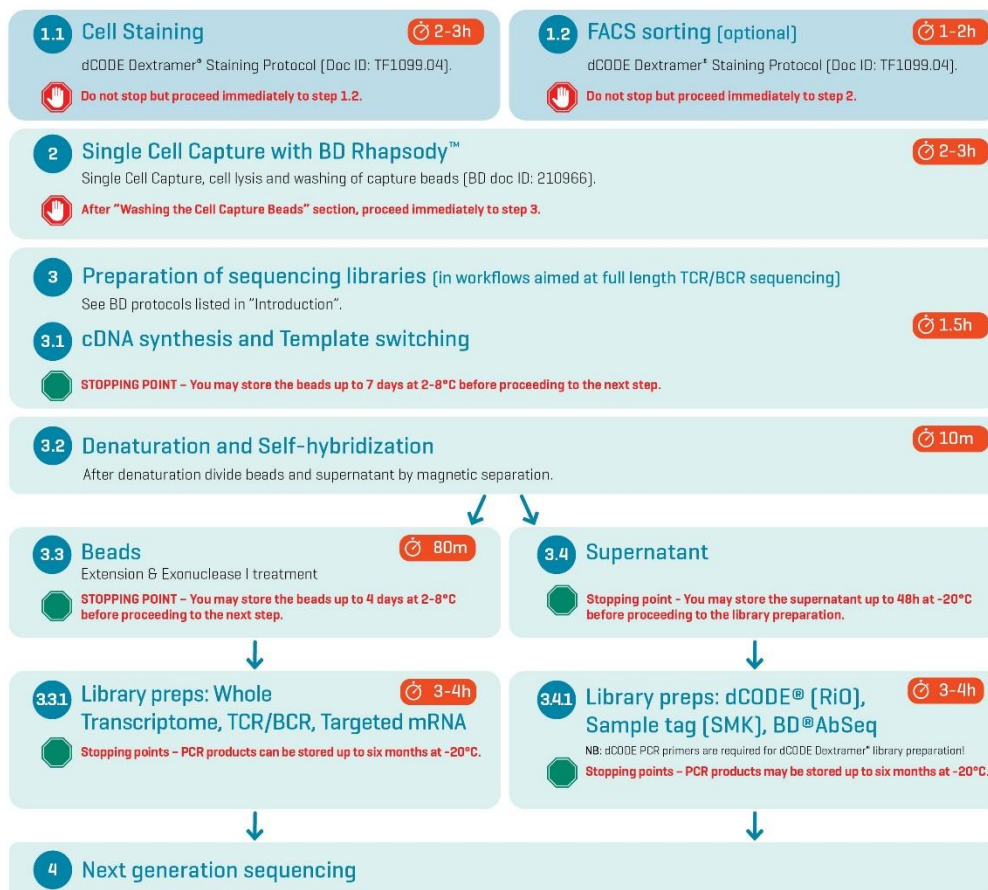 1.1 Cell Staining
2-3h
dCODE Dextramer® Staining Protocol (Doc ID: TF1099.04).
Do not stop but proceed immediately to step 1.2.
1.2 FACS sorting (optional)
1-2h
dCODE Dextramer® Staining Protocol (Doc ID: TF1099.04).
Do not stop but proceed immediately to step 2.
2 Single Cell Capture with BD Rhapsody™
2-3h
Single Cell Capture, cell lysis and washing of capture beads (BD doc ID: 210966).
After "Washing the Cell Capture Beads" section, proceed immediately to step 3.
3 Preparation of sequencing libraries (in workflows aimed at full length TCR/BCR sequencing)
See BD protocols listed in "Introduction".
1.5h
3.1 cDNA synthesis and Template switching
STOPPING POINT – You may store the beads up to 7 days at 2-8°C before proceeding to the next step.
3.2 Denaturation and Self-hybridization
10m
After denaturation divide beads and supernatant by magnetic separation.
3.3 Beads
80m
Extension & Exonuclease I treatment
STOPPING POINT – You may store the beads up to 4 days at 2-8°C
before proceeding to the next step.
3.4 Supernatant
Stopping point - You may store the supernatant up to 48h at -20°C
before proceeding to the library preparation.
3.3.1 Library preps: Whole
3-4h
Transcriptome, TCR/BCR, Targeted mRNA
Stopping points – PCR products can be stored up to six months at -20°C.
3.4.1 Library preps: dCODE® (RiO),
3-4h
Sample tag (SMK), BD®AbSeq
NB: dCODE PCR primers are required for dCODE Dextramer® library preparation!
Stopping points – PCR products may be stored up to six months at -20°C.
4 Next generation sequencing